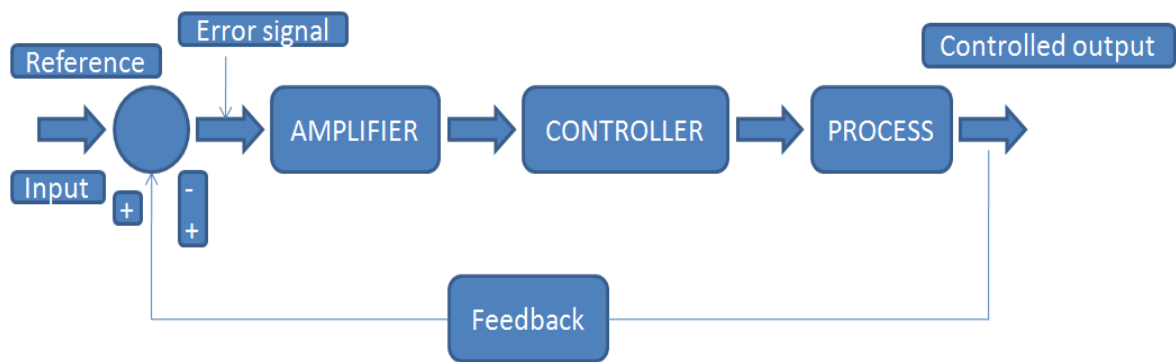 Error signal
Controlled output
Reference
AMPLIFIER
CONTROLLER
PROCESS
Input
+
-
+
Feedback